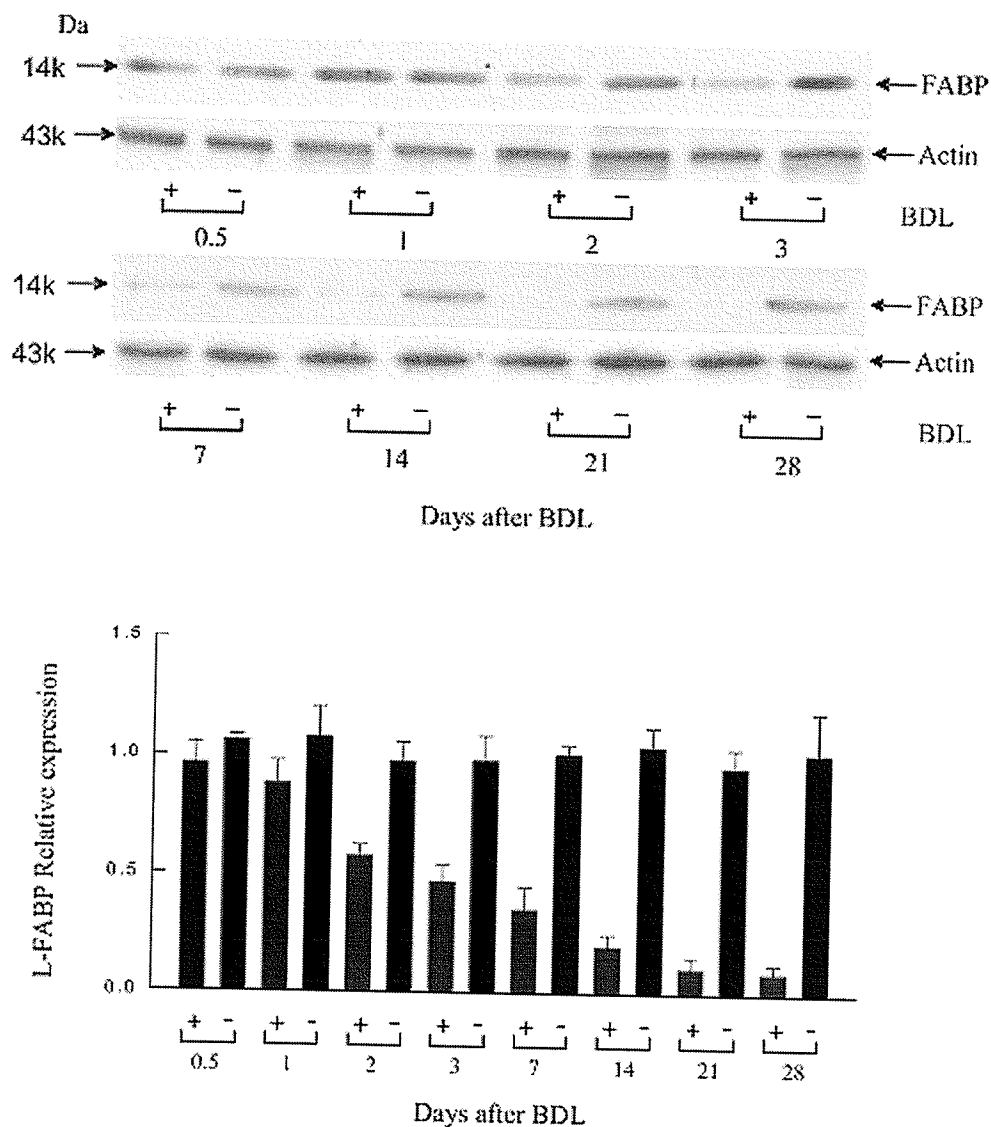 Da
14k → ← FABP
43k → ← Actin
+ − + − + − + − BDL
0.5 1 2 3
14k → ← FABP
43k → ← Actin
+ − + − + − + − BDL
7 14 21 28
Days after BDL
L-FABP Relative expression
1.5
1.0
0.5
0.0
+ - + - + - + - + - + - + - + -
0.5 1 2 3 7 14 21 28
Days after BDL